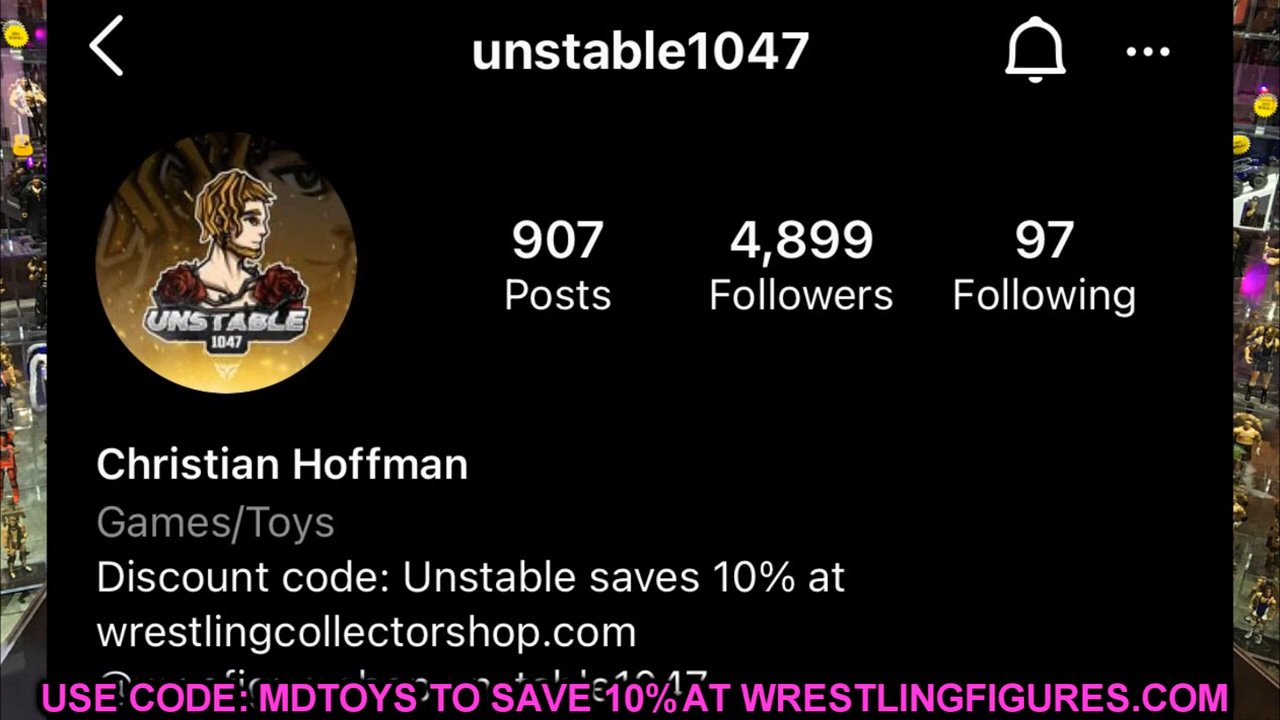 unstable1047
907
4,899
97
Posts
Followers
Following
UNSTABLE
1047
Christian Hoffman
Games/Toys
Discount code: Unstable saves 10% at
wrestlingcollectorshop.com
USE CODE: MDTOYS TO SAVE 10% AT WRESTLINGFIGURES.COM